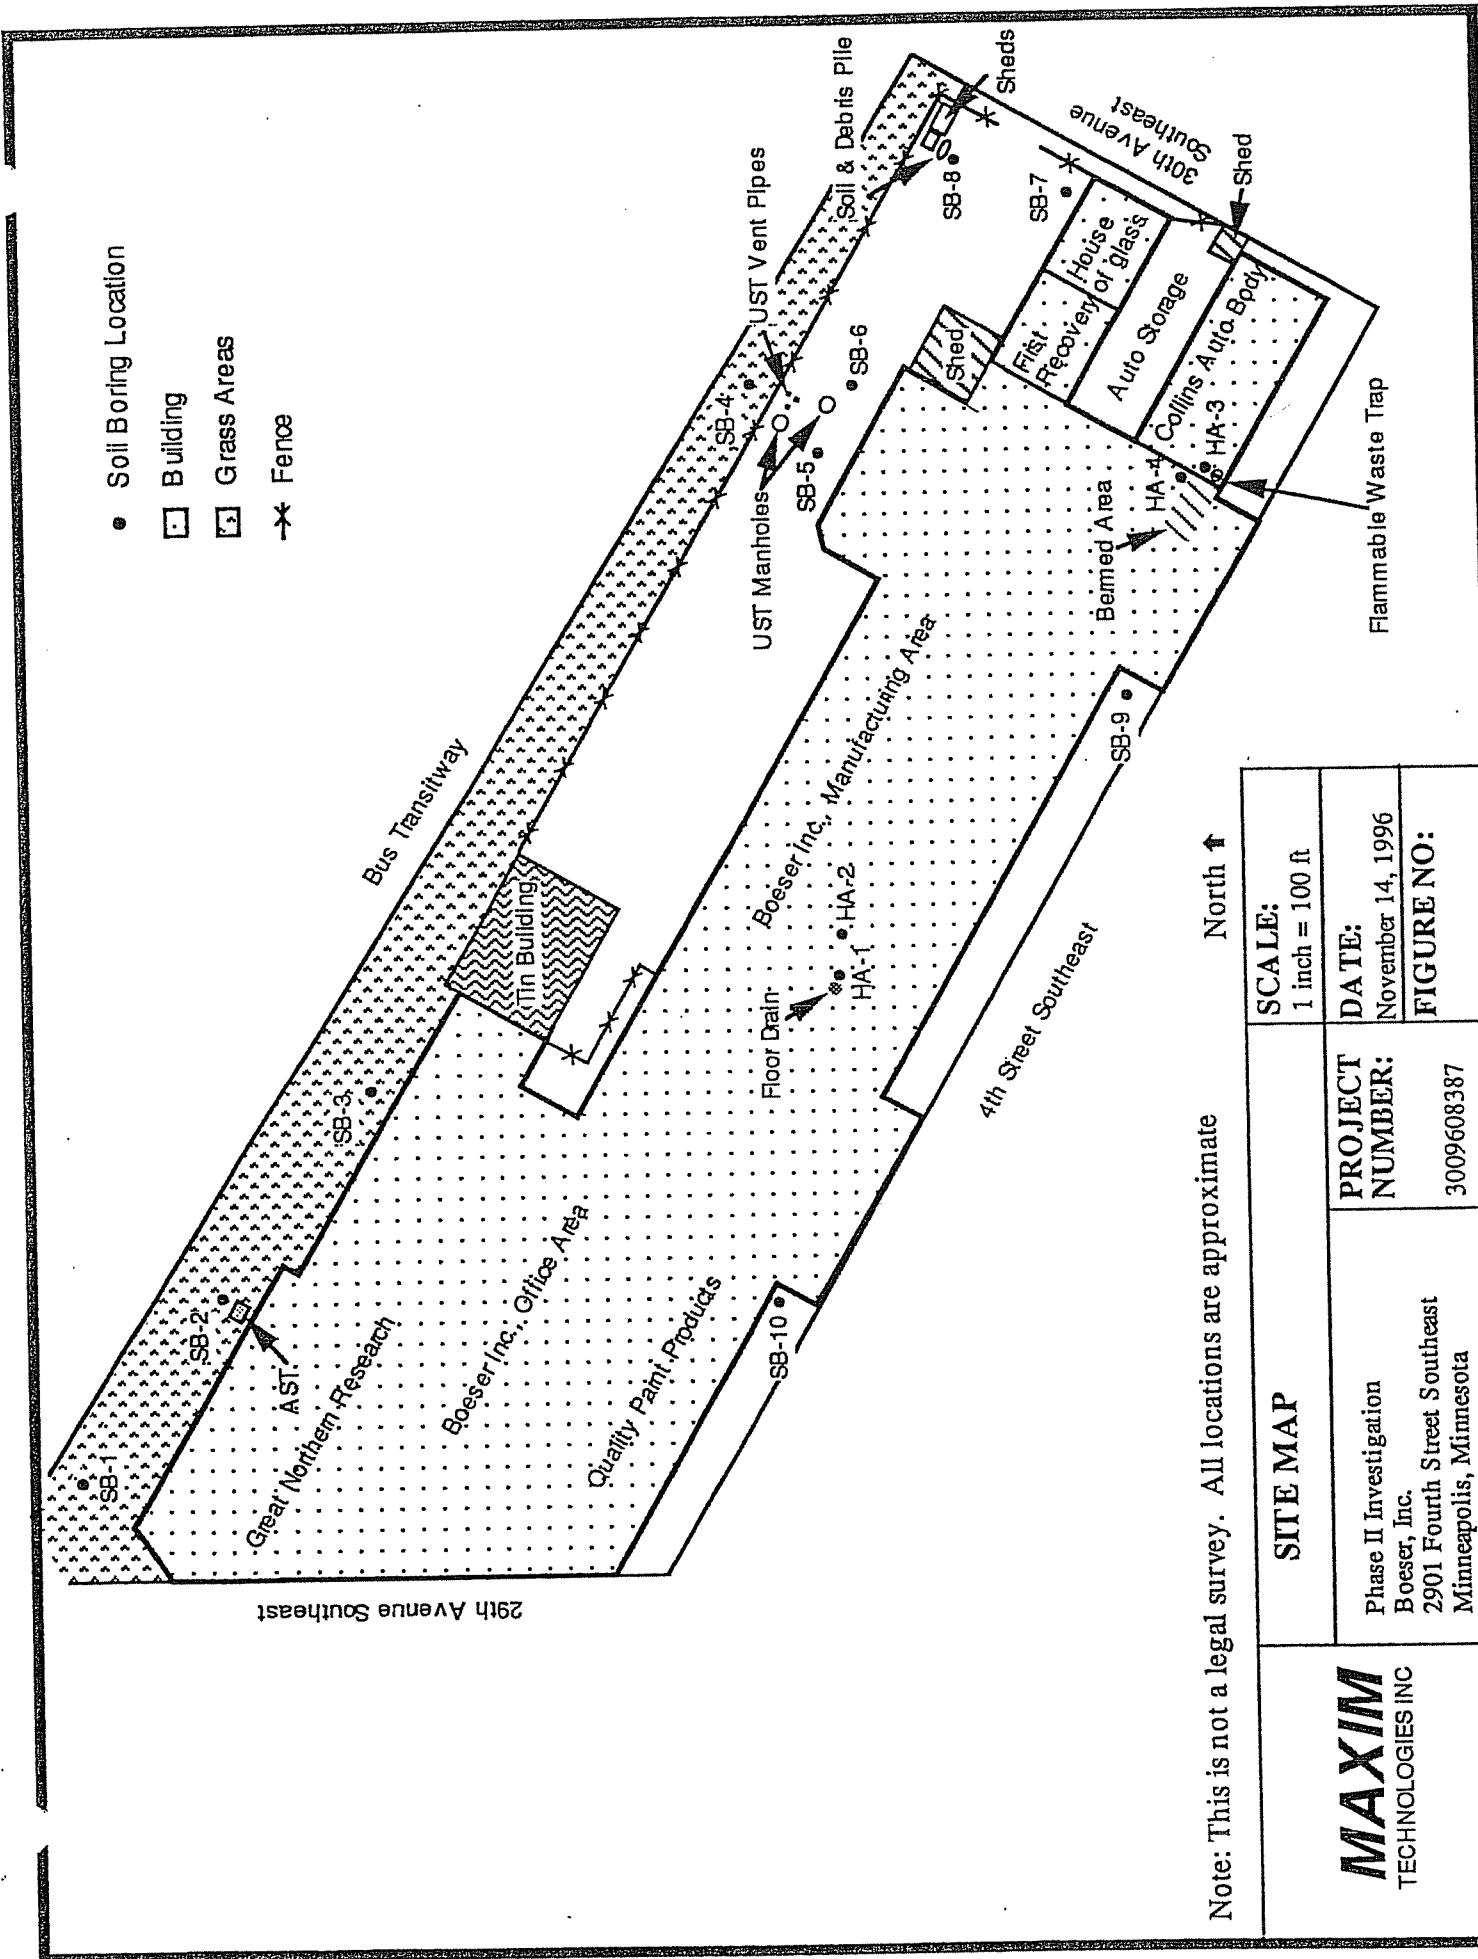 Soil Boring Location
Building
Grass Areas
Fence
Bus Transitway
SB-1
SB-2
AST
SB-3
Tin Building
SB-4
UST Vent Pipes
UST Manholes
SB-5
SB-6
Soil & Debris Pile
Sheds
SB-8
SB-7
30th Avenue
Southeast
Shed
House
of glass
First
Recovery
Auto Storage
Shed
Collins Auto Body
HA-3
HA-4
Bermed Area
Flammable Waste Trap
29th Avenue Southeast
Great Northern Research
Boeser Inc., Office Area
Quality Paint Products
Boeser Inc., Manufacturing Area
Floor Drain
HA-1
HA-2
SB-9
SB-10
4th Street Southeast
North
Note: This is not a legal survey. All locations are approximate
MAXIM
TECHNOLOGIES INC
SITE MAP
Phase II Investigation
Boeser, Inc.
2901 Fourth Street Southeast
Minneapolis, Minnesota
PROJECT
NUMBER:
3009608387
SCALE:
1 inch = 100 ft
DATE:
November 14, 1996
FIGURE NO: